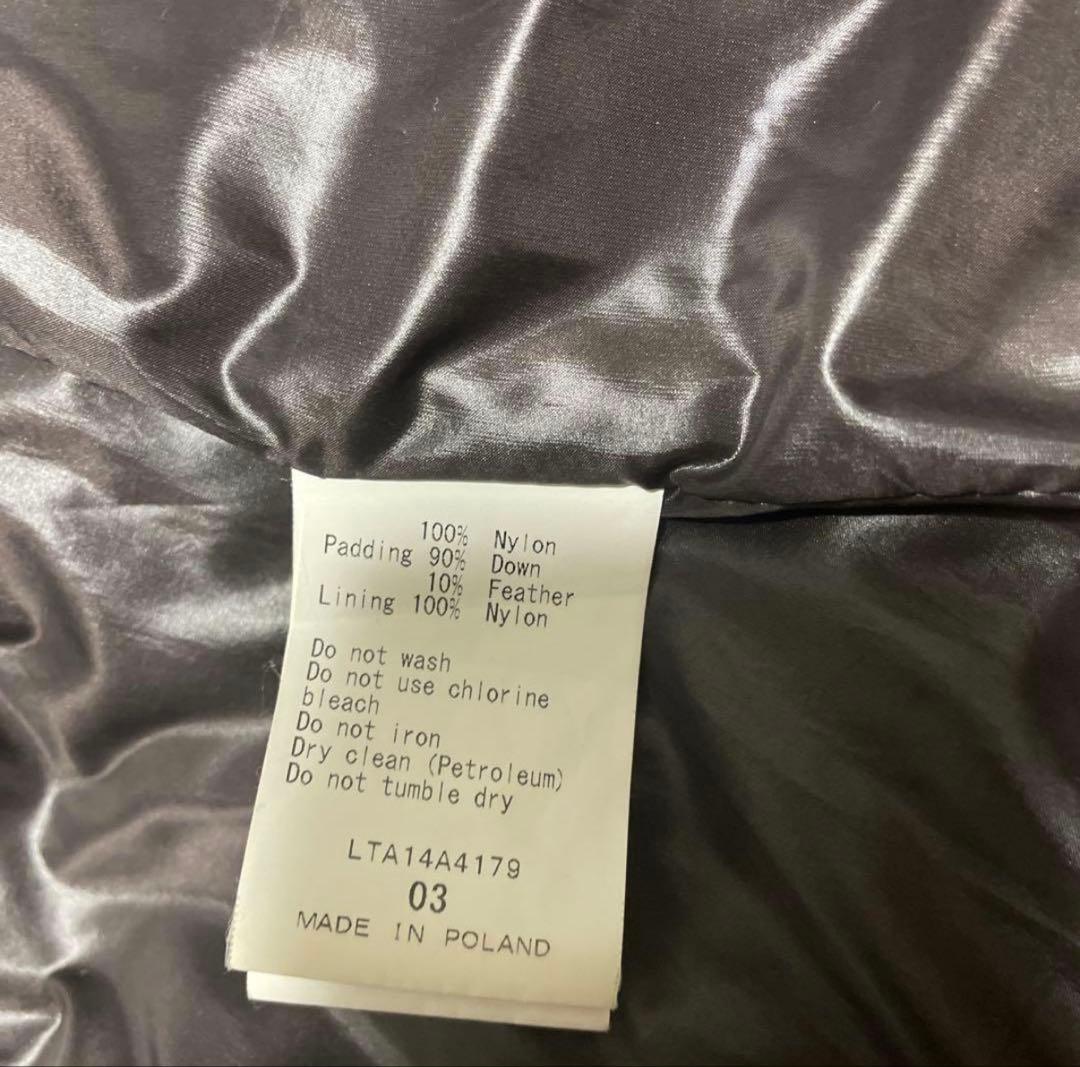 100% Nylon
Padding 90% Down
10% Feather
Lining 100% Nylon
Do not wash
Do not use chlorine
bleach
Do not iron
Dry clean (Petroleum)
Do not tumble dry
LTA14A4179
03
MADE IN POLAND